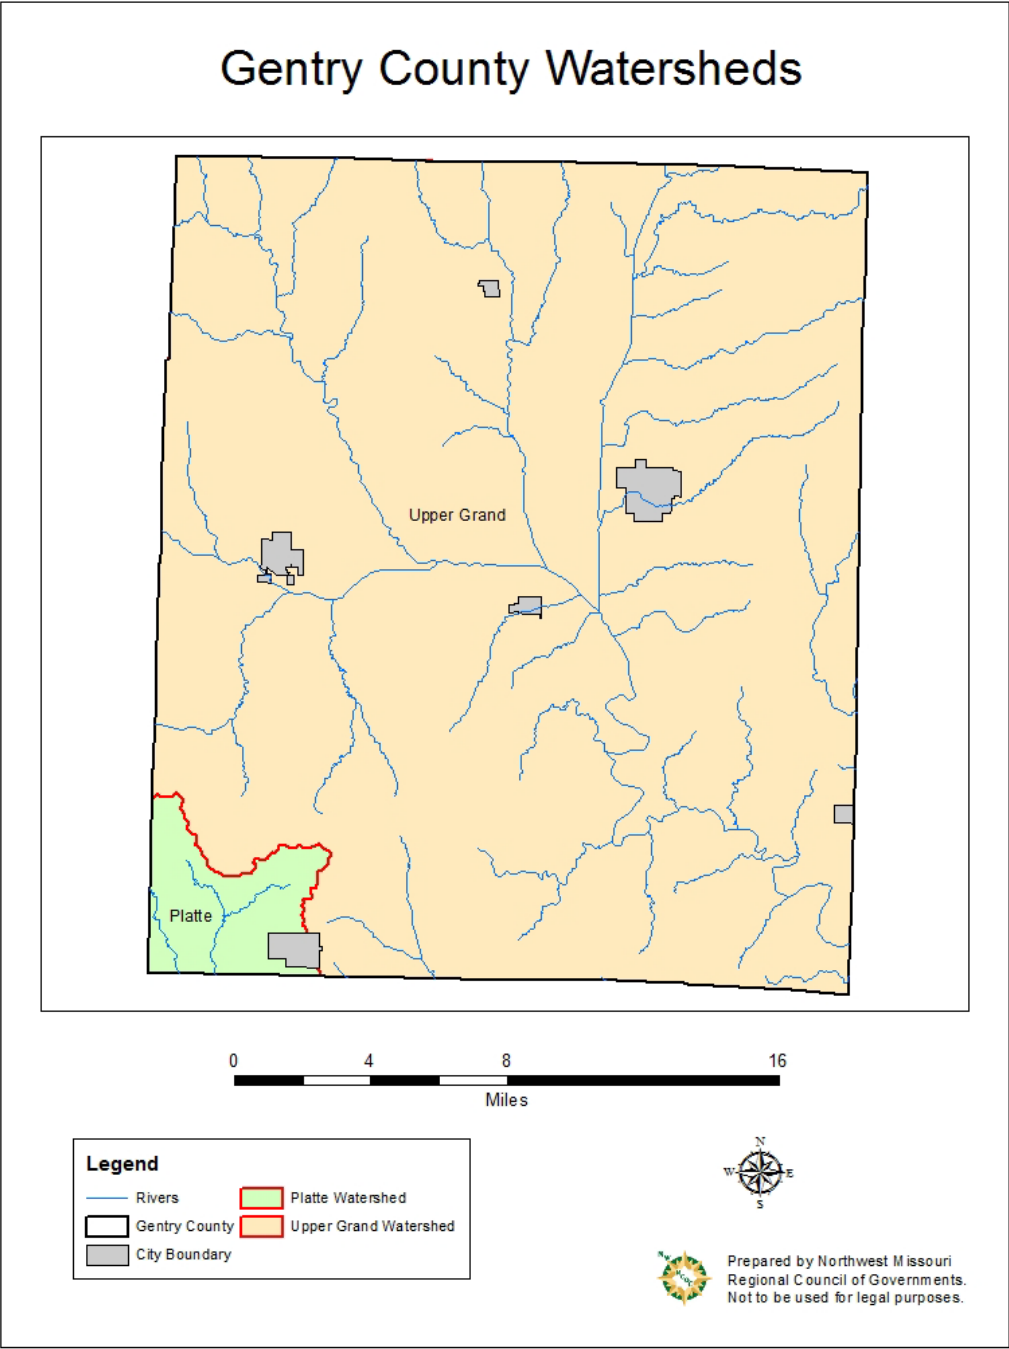 Gentry County Watersheds
Upper Grand
Platte
0 4 8 16
Miles
Legend
Rivers
Platte Watershed
Gentry County
Upper Grand Watershed
City Boundary
N
W E
S
Prepared by Northwest Missouri
Regional Council of Governments.
Not to be used for legal purposes.